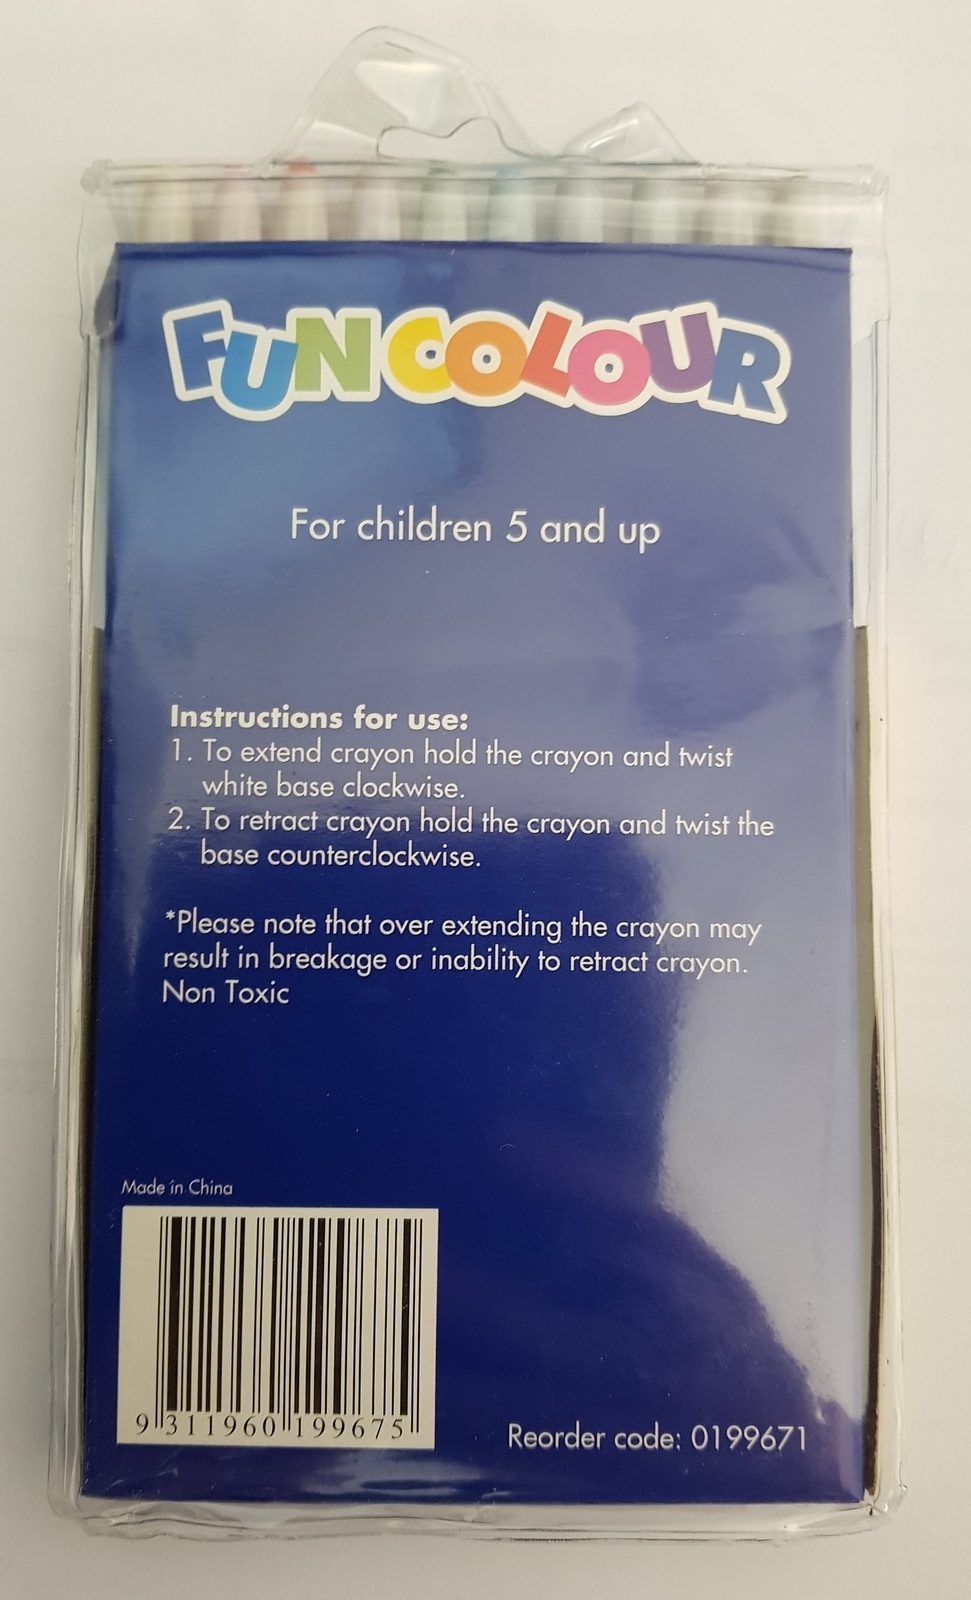 FUN COLOUR
For children 5 and up
Instructions for use:
1. To extend crayon hold the crayon and twist
white base clockwise.
2. To retract crayon hold the crayon and twist the
base counterclockwise.
*Please note that over extending the crayon may
result in breakage or inability to retract crayon.
Non Toxic
Made in China
9 311960 199675
Reorder code: 0199671